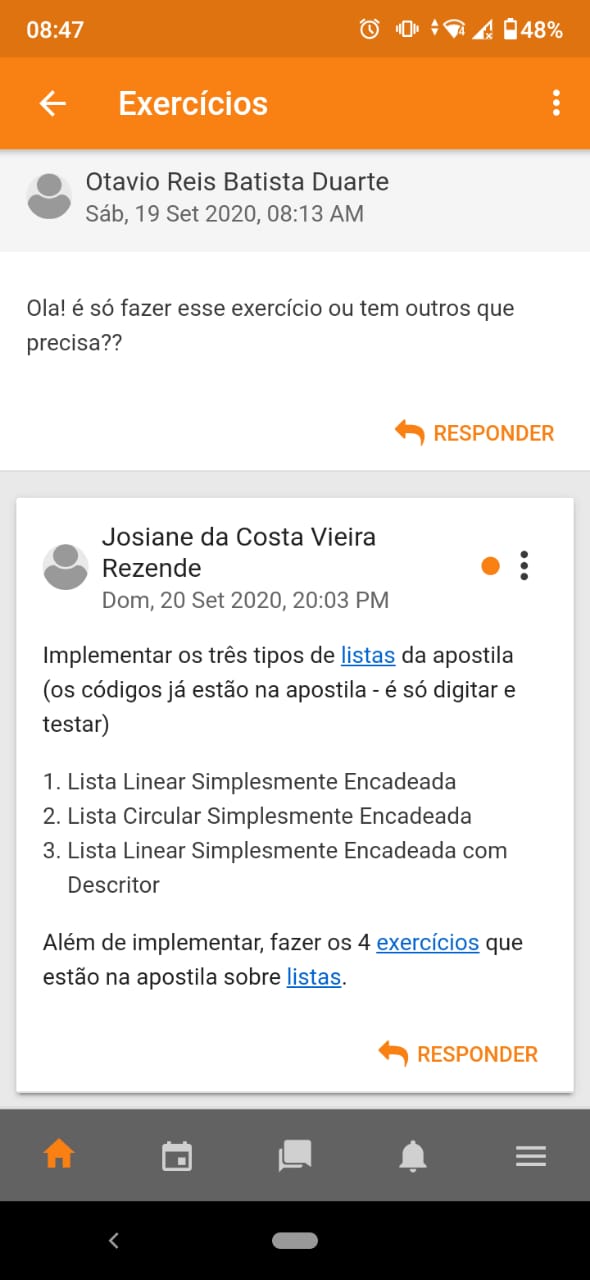 08:47
4
48%
Exercícios
Otavio Reis Batista Duarte
Sáb, 19 Set 2020, 08:13 AM
Ola! é só fazer esse exercício ou tem outros que
precisa??
RESPONDER
Josiane da Costa Vieira
Rezende
Dom, 20 Set 2020, 20:03 PM
Implementar os três tipos de listas da apostila
(os códigos já estão na apostila - é só digitar e
testar)
1. Lista Linear Simplesmente Encadeada
2. Lista Circular Simplesmente Encadeada
3. Lista Linear Simplesmente Encadeada com
Descritor
Além de implementar, fazer os 4 exercícios que
estão na apostila sobre listas.
RESPONDER